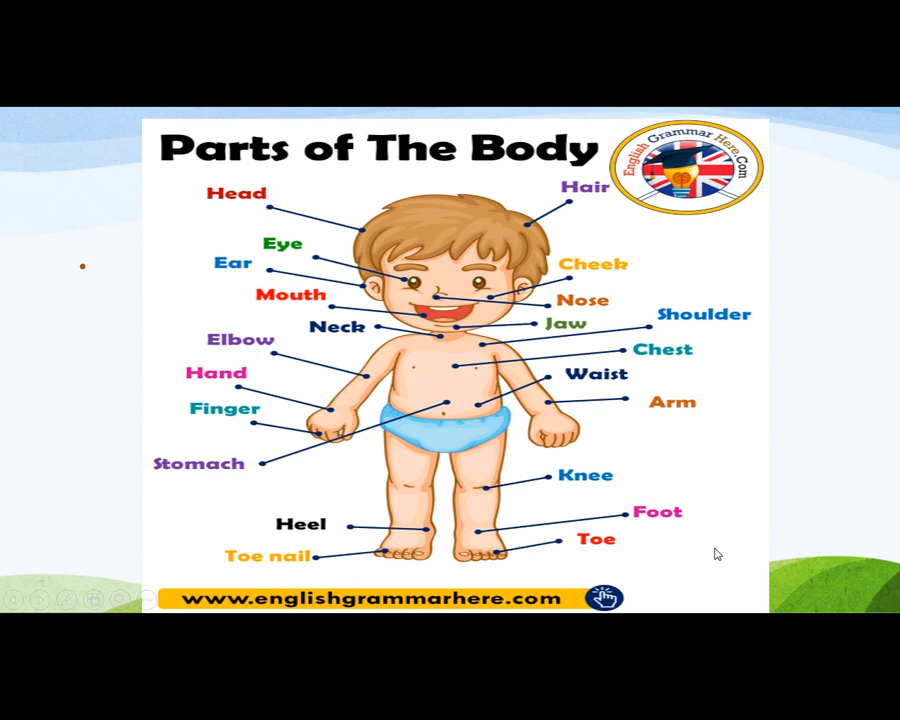 Parts of The Body
English Grammar Here.Com
Head
Hair
Eye
Ear
Cheek
Mouth
Nose
Neck
Jaw
Shoulder
Elbow
Chest
Hand
Waist
Finger
Arm
Stomach
Knee
Heel
Foot
Toe nail
Toe
www.englishgrammarhere.com